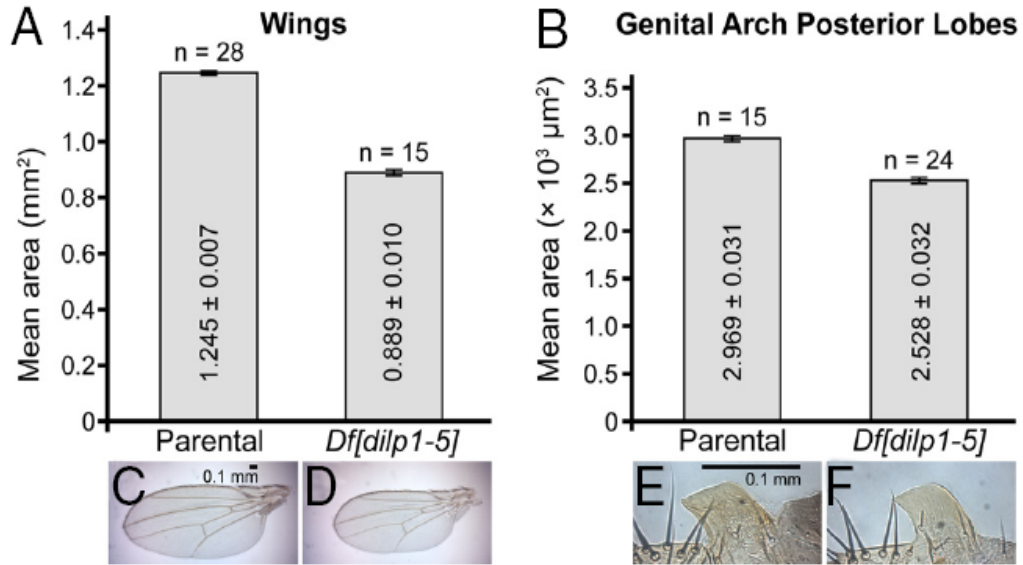 A
Wings
1.4
1.2
1.0
0.8
0.6
0.4
0.2
0
Mean area (mm²)
n = 28
n = 15
1.245 ± 0.007
0.889 ± 0.010
Parental
Df[dilp1-5]
B
Genital Arch Posterior Lobes
3.5
3.0
2.5
2.0
1.5
1.0
0.5
0
Mean area (× 10³ µm²)
n = 15
n = 24
2.969 ± 0.031
2.528 ± 0.032
Parental
Df[dilp1-5]
C
0.1 mm
D
E
0.1 mm
F